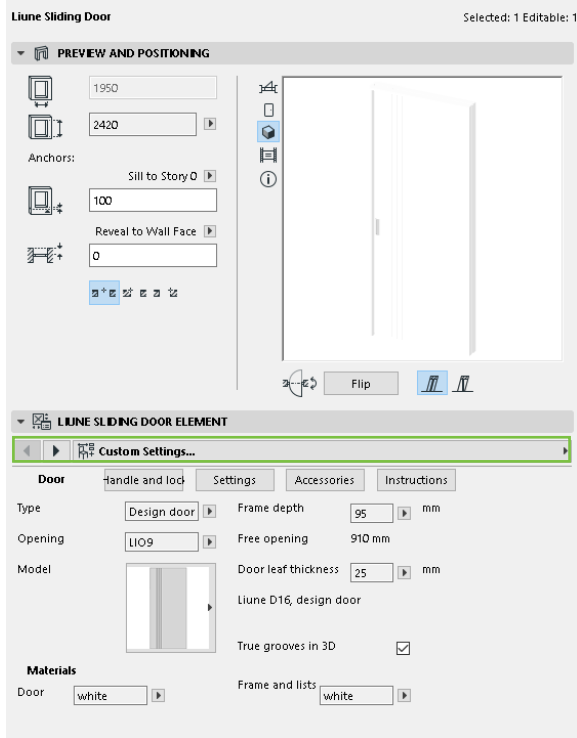 Liune Sliding Door
Selected: 1 Editable: 1
PREVIEW AND POSITIONING
1950
2420
Anchors:
Sill to Story 0
100
Reveal to Wall Face
0
Flip
LIUNE SLIDING DOOR ELEMENT
Custom Settings...
Door Handle and lock Settings Accessories Instructions
Type Design door Frame depth 95 mm
Opening LIO9 Free opening 910 mm
Model Door leaf thickness 25 mm
Liune D16, design door
True grooves in 3D
Materials
Door white Frame and lists white